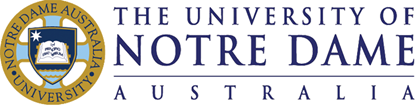 NOTRE DAME AUSTRALIA
UNIVERSITY
THE UNIVERSITY OF
NOTRE DAME
AUSTRALIA